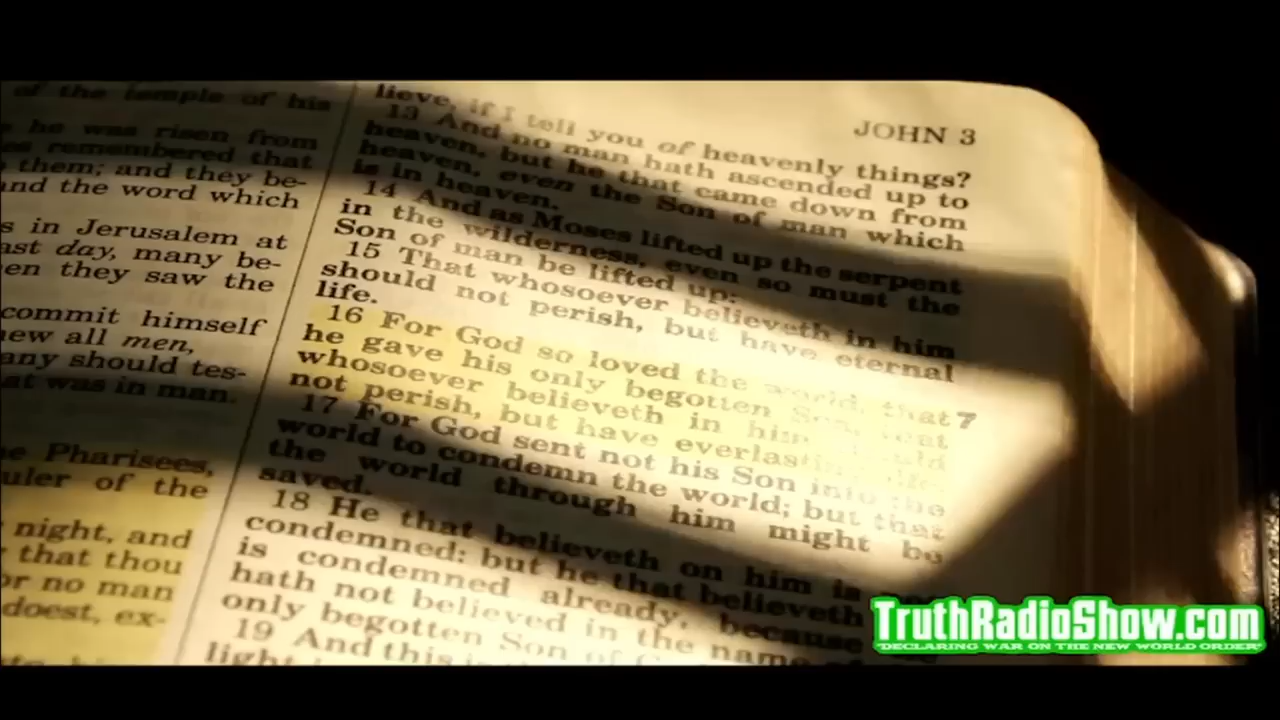 of the temple of his
he was risen from
remembered that
them; and they be-
and the word which
s in Jerusalem at
ast day, many be-
en they saw the
commit himself
ew all men,
any should tes-
at was in man.
Pharisees,
uler of the
night, and
that thou
or no man
doest, ex-
JOHN 3
lieve, if I tell you of heavenly things?
13 And no man hath ascended up to
heaven, but he that came down from
heaven, even the Son of man which
is in heaven.
14 And as Moses lifted up the serpent
in the wilderness, even so must the
Son of man be lifted up:
15 That whosoever believeth in him
should not perish, but have eternal
life.
16 For God so loved the world, that
he gave his only begotten Son, that
whosoever believeth in him should
not perish, but have everlasting life.
17 For God sent not his Son into the
world to condemn the world; but that
the world through him might be
saved.
18 He that believeth on him is
condemned: but he that believeth
is condemned already, because
hath not believed in the name of
only begotten Son of
19 And this is
light
7
TruthRadioShow.com
"DECLARING WAR ON THE NEW WORLD ORDER"